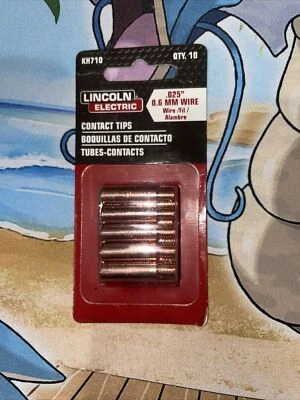 KH710
QTY. 10
LINCOLN
ELECTRIC
.025"
0.6 MM WIRE
Wire /Fil /
Alambre
CONTACT TIPS
BOQUILLAS DE CONTACTO
TUBES-CONTACTS